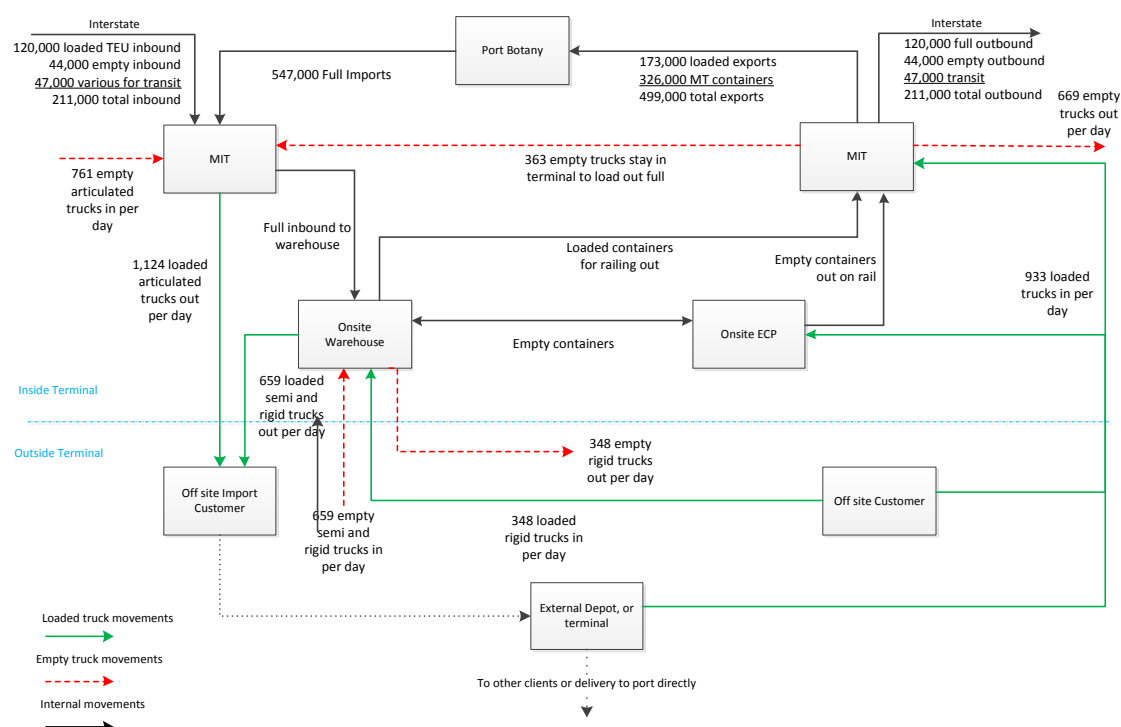 Interstate
120,000 loaded TEU inbound
44,000 empty inbound
47,000 various for transit
211,000 total inbound
547,000 Full Imports
Port Botany
173,000 loaded exports
326,000 MT containers
499,000 total exports
Interstate
120,000 full outbound
44,000 empty outbound
47,000 transit
211,000 total outbound
669 empty
trucks out
per day
MIT
MIT
363 empty trucks stay in
terminal to load out full
761 empty
articulated
trucks in per
day
Full inbound to
warehouse
Loaded containers
for railing out
Empty containers
out on rail
1,124 loaded
articulated
trucks out
per day
933 loaded
trucks in per
day
Onsite
Warehouse
Empty containers
Onsite ECP
Inside Terminal
659 loaded
semi and
rigid trucks
out per day
Outside Terminal
348 empty
rigid trucks
out per day
Off site Import
Customer
Off site Customer
659 empty
semi and
rigid trucks in
per day
348 loaded
rigid trucks in
per day
External Depot, or
terminal
Loaded truck movements
Empty truck movements
To other clients or delivery to port directly
Internal movements